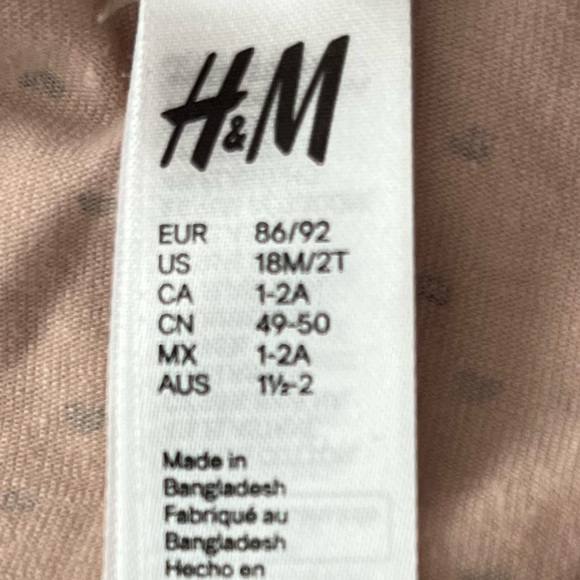 H&M
EUR 86/92
US 18M/2T
CA 1-2A
CN 49-50
MX 1-2A
AUS 1½-2
Made in
Bangladesh
Fabriqué au
Bangladesh
Hecho en